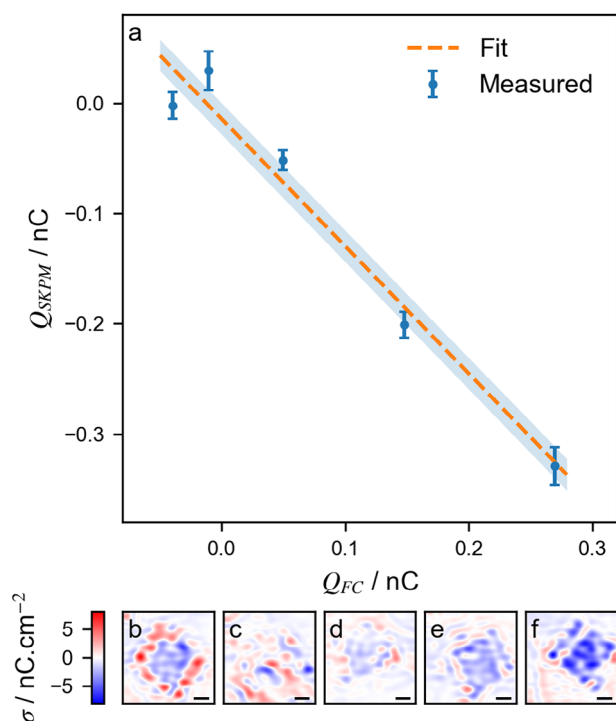 a
Fit
Measured
0.0
−0.1
−0.2
−0.3
Q_SKPM / nC
0.0 0.1 0.2 0.3
Q_FC / nC
b c d e f
5
0
−5
σ / nC.cm⁻²